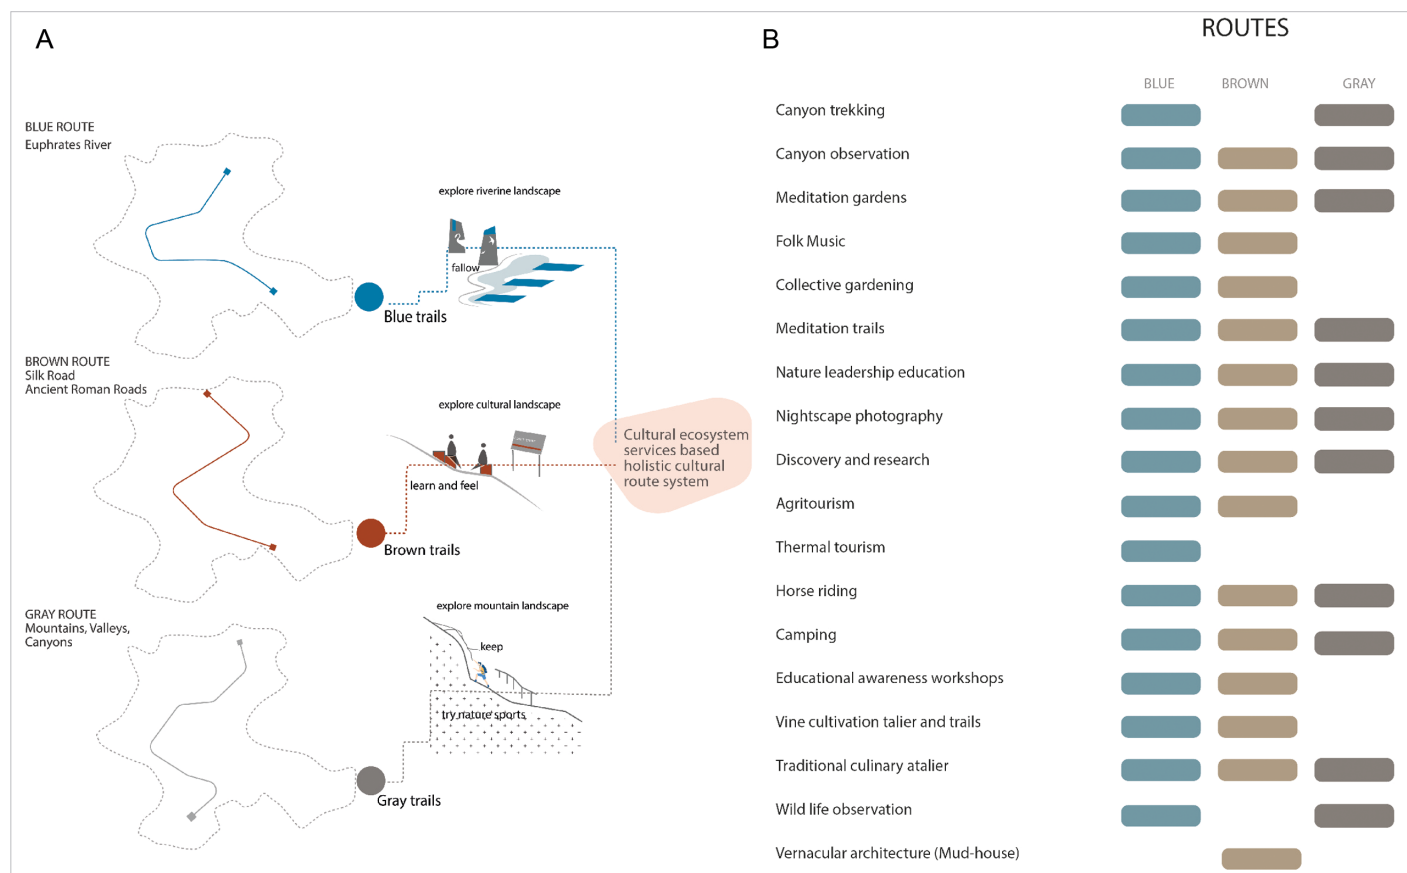 A
BLUE ROUTE
Euphrates River
explore riverine landscape
fallow
Blue trails
BROWN ROUTE
Silk Road
Ancient Roman Roads
explore cultural landscape
learn and feel
Brown trails
Cultural ecosystem
services based
holistic cultural
route system
GRAY ROUTE
Mountains, Valleys,
Canyons
explore mountain landscape
keep
try nature sports
Gray trails
B
ROUTES
BLUE BROWN GRAY
Canyon trekking
Canyon observation
Meditation gardens
Folk Music
Collective gardening
Meditation trails
Nature leadership education
Nightscape photography
Discovery and research
Agritourism
Thermal tourism
Horse riding
Camping
Educational awareness workshops
Vine cultivation talier and trails
Traditional culinary atalier
Wild life observation
Vernacular architecture (Mud-house)